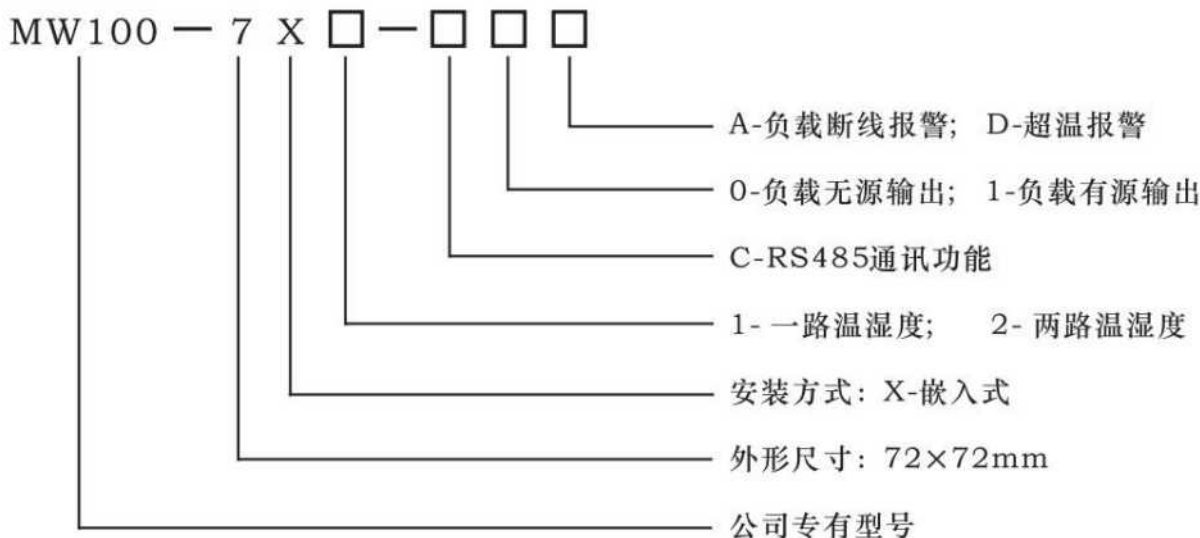 MW100 — 7 X □ — □ □ □
A-负载断线报警; D-超温报警
0-负载无源输出; 1-负载有源输出
C-RS485通讯功能
1- 一路温湿度; 2- 两路温湿度
安装方式: X-嵌入式
外形尺寸: 72×72mm
公司专有型号